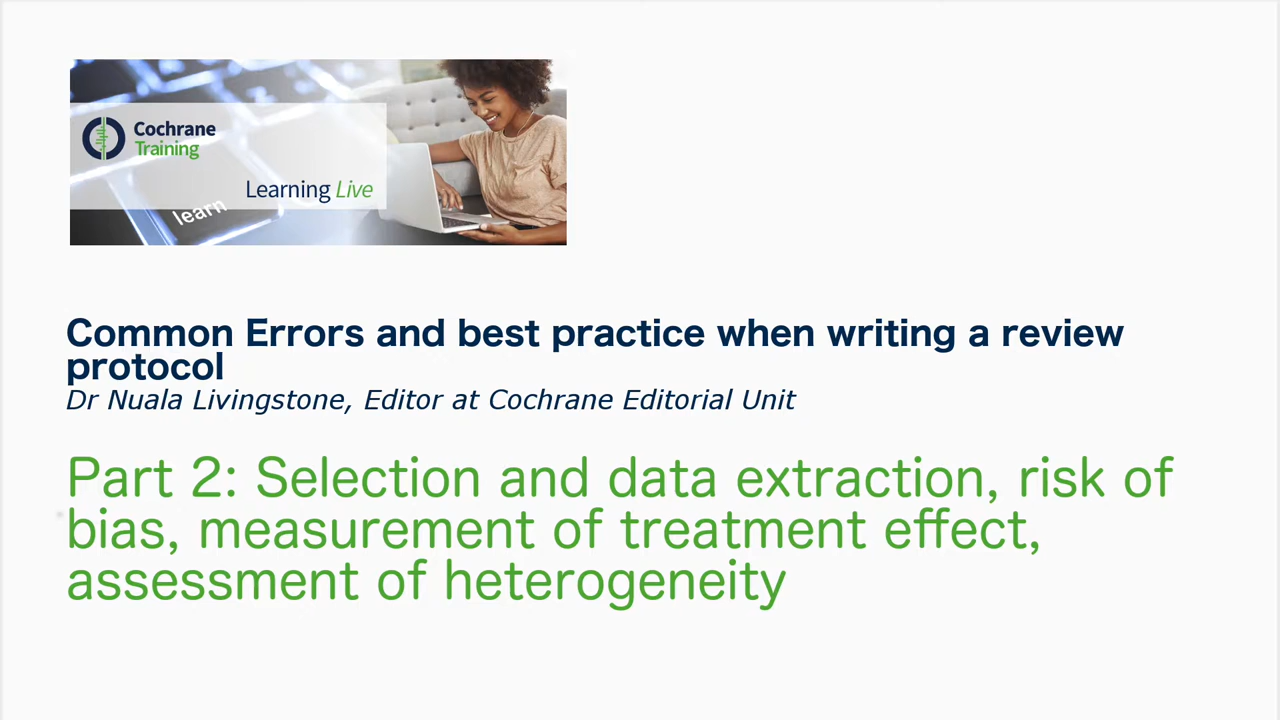 Cochrane
Training
Learning Live
learn
Common Errors and best practice when writing a review
protocol
Dr Nuala Livingstone, Editor at Cochrane Editorial Unit
Part 2: Selection and data extraction, risk of
bias, measurement of treatment effect,
assessment of heterogeneity